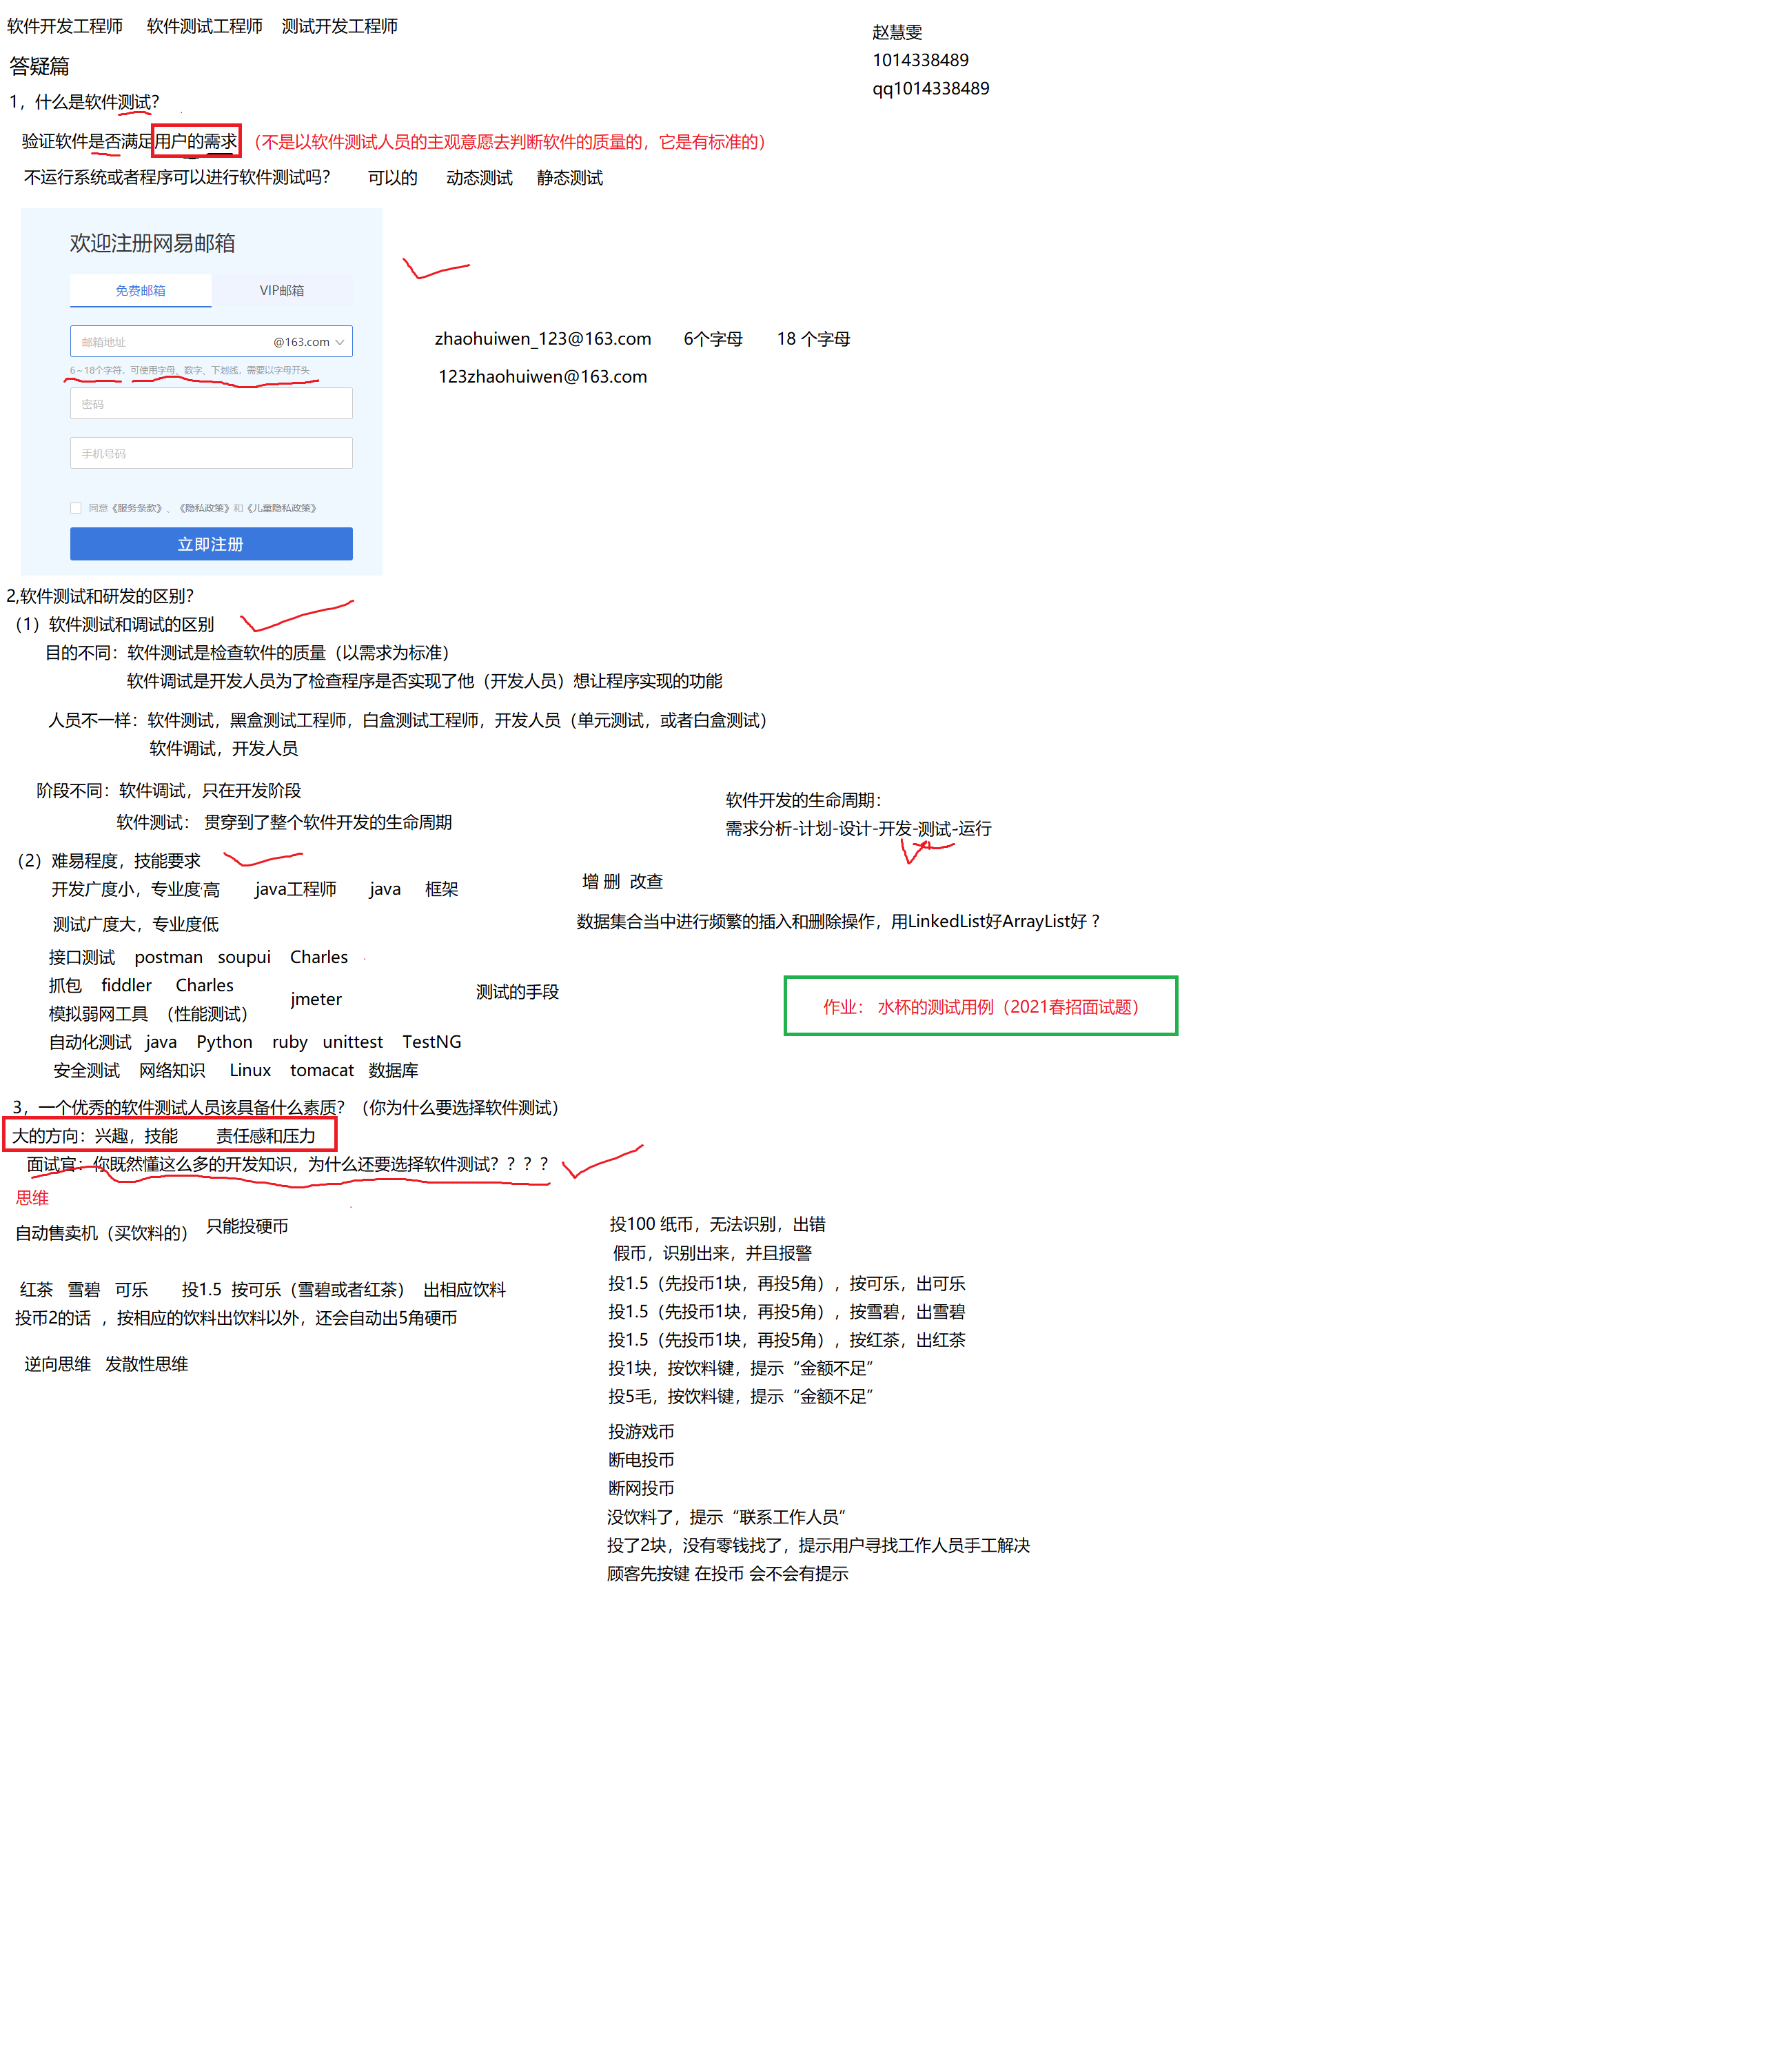 软件开发工程师 软件测试工程师 测试开发工程师
赵慧雯
1014338489
qq1014338489
答疑篇
1，什么是软件测试？
验证软件是否满足用户的需求 （不是以软件测试人员的主观意愿去判断软件的质量的，它是有标准的）
不运行系统或者程序可以进行软件测试吗？ 可以的 动态测试 静态测试
欢迎注册网易邮箱
免费邮箱 VIP邮箱
邮箱地址 @163.com
6～18个字符，可使用字母、数字、下划线，需要以字母开头
密码
手机号码
同意《服务条款》、《隐私政策》和《儿童隐私政策》
立即注册
zhaohuiwen_123@163.com 6个字母 18 个字母
123zhaohuiwen@163.com
2,软件测试和研发的区别？
（1）软件测试和调试的区别
目的不同：软件测试是检查软件的质量（以需求为标准）
软件调试是开发人员为了检查程序是否实现了他（开发人员）想让程序实现的功能
人员不一样：软件测试，黑盒测试工程师，白盒测试工程师，开发人员（单元测试，或者白盒测试）
软件调试，开发人员
阶段不同：软件调试，只在开发阶段
软件测试： 贯穿到了整个软件开发的生命周期
软件开发的生命周期：
需求分析-计划-设计-开发-测试-运行
（2）难易程度，技能要求
开发广度小，专业度高 java工程师 java 框架
增 删 改查
测试广度大，专业度低
数据集合当中进行频繁的插入和删除操作，用LinkedList好ArrayList好？
接口测试 postman soupui Charles
抓包 fiddler Charles
jmeter
模拟弱网工具 （性能测试）
测试的手段
自动化测试 java Python ruby unittest TestNG
安全测试 网络知识 Linux tomacat 数据库
作业： 水杯的测试用例（2021春招面试题）
3，一个优秀的软件测试人员该具备什么素质？（你为什么要选择软件测试）
大的方向：兴趣，技能 责任感和压力
面试官：你既然懂这么多的开发知识，为什么还要选择软件测试？？？？
思维
自动售卖机（买饮料的） 只能投硬币
红茶 雪碧 可乐 投1.5 按可乐（雪碧或者红茶） 出相应饮料
投币2的话 ，按相应的饮料出饮料以外，还会自动出5角硬币
逆向思维 发散性思维
投100 纸币，无法识别，出错
假币，识别出来，并且报警
投1.5（先投币1块，再投5角），按可乐，出可乐
投1.5（先投币1块，再投5角），按雪碧，出雪碧
投1.5（先投币1块，再投5角），按红茶，出红茶
投1块，按饮料键，提示“金额不足”
投5毛，按饮料键，提示“金额不足”
投游戏币
断电投币
断网投币
没饮料了，提示“联系工作人员”
投了2块，没有零钱找了，提示用户寻找工作人员手工解决
顾客先按键 在投币 会不会有提示